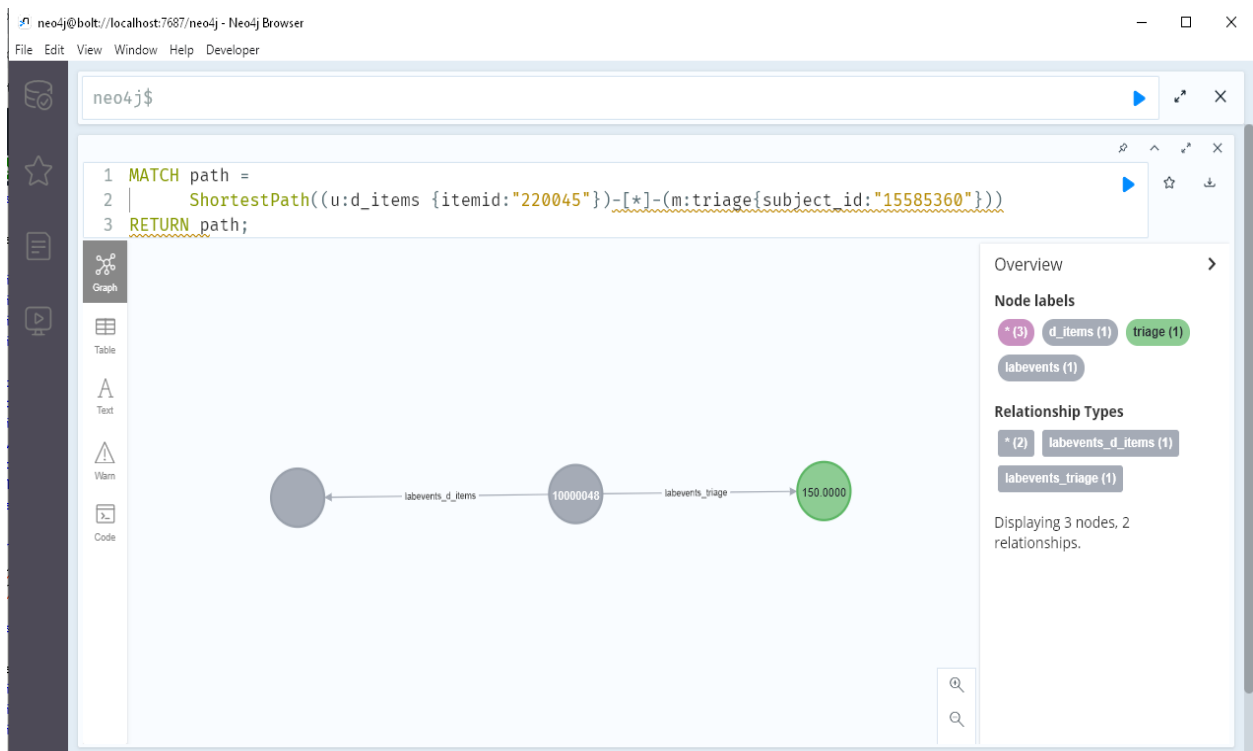 neo4j@bolt://localhost:7687/neo4j - Neo4j Browser
File Edit View Window Help Developer
neo4j$
1 MATCH path =
2 ShortestPath((u:d_items {itemid:"220045"})-[*]-(m:triage{subject_id:"15585360"}))
3 RETURN path;
Graph
Table
Text
Warn
Code
labevents_d_items
10000048
labevents_triage
150.0000
Overview
Node labels
* (3) d_items (1) triage (1)
labevents (1)
Relationship Types
* (2) labevents_d_items (1)
labevents_triage (1)
Displaying 3 nodes, 2
relationships.